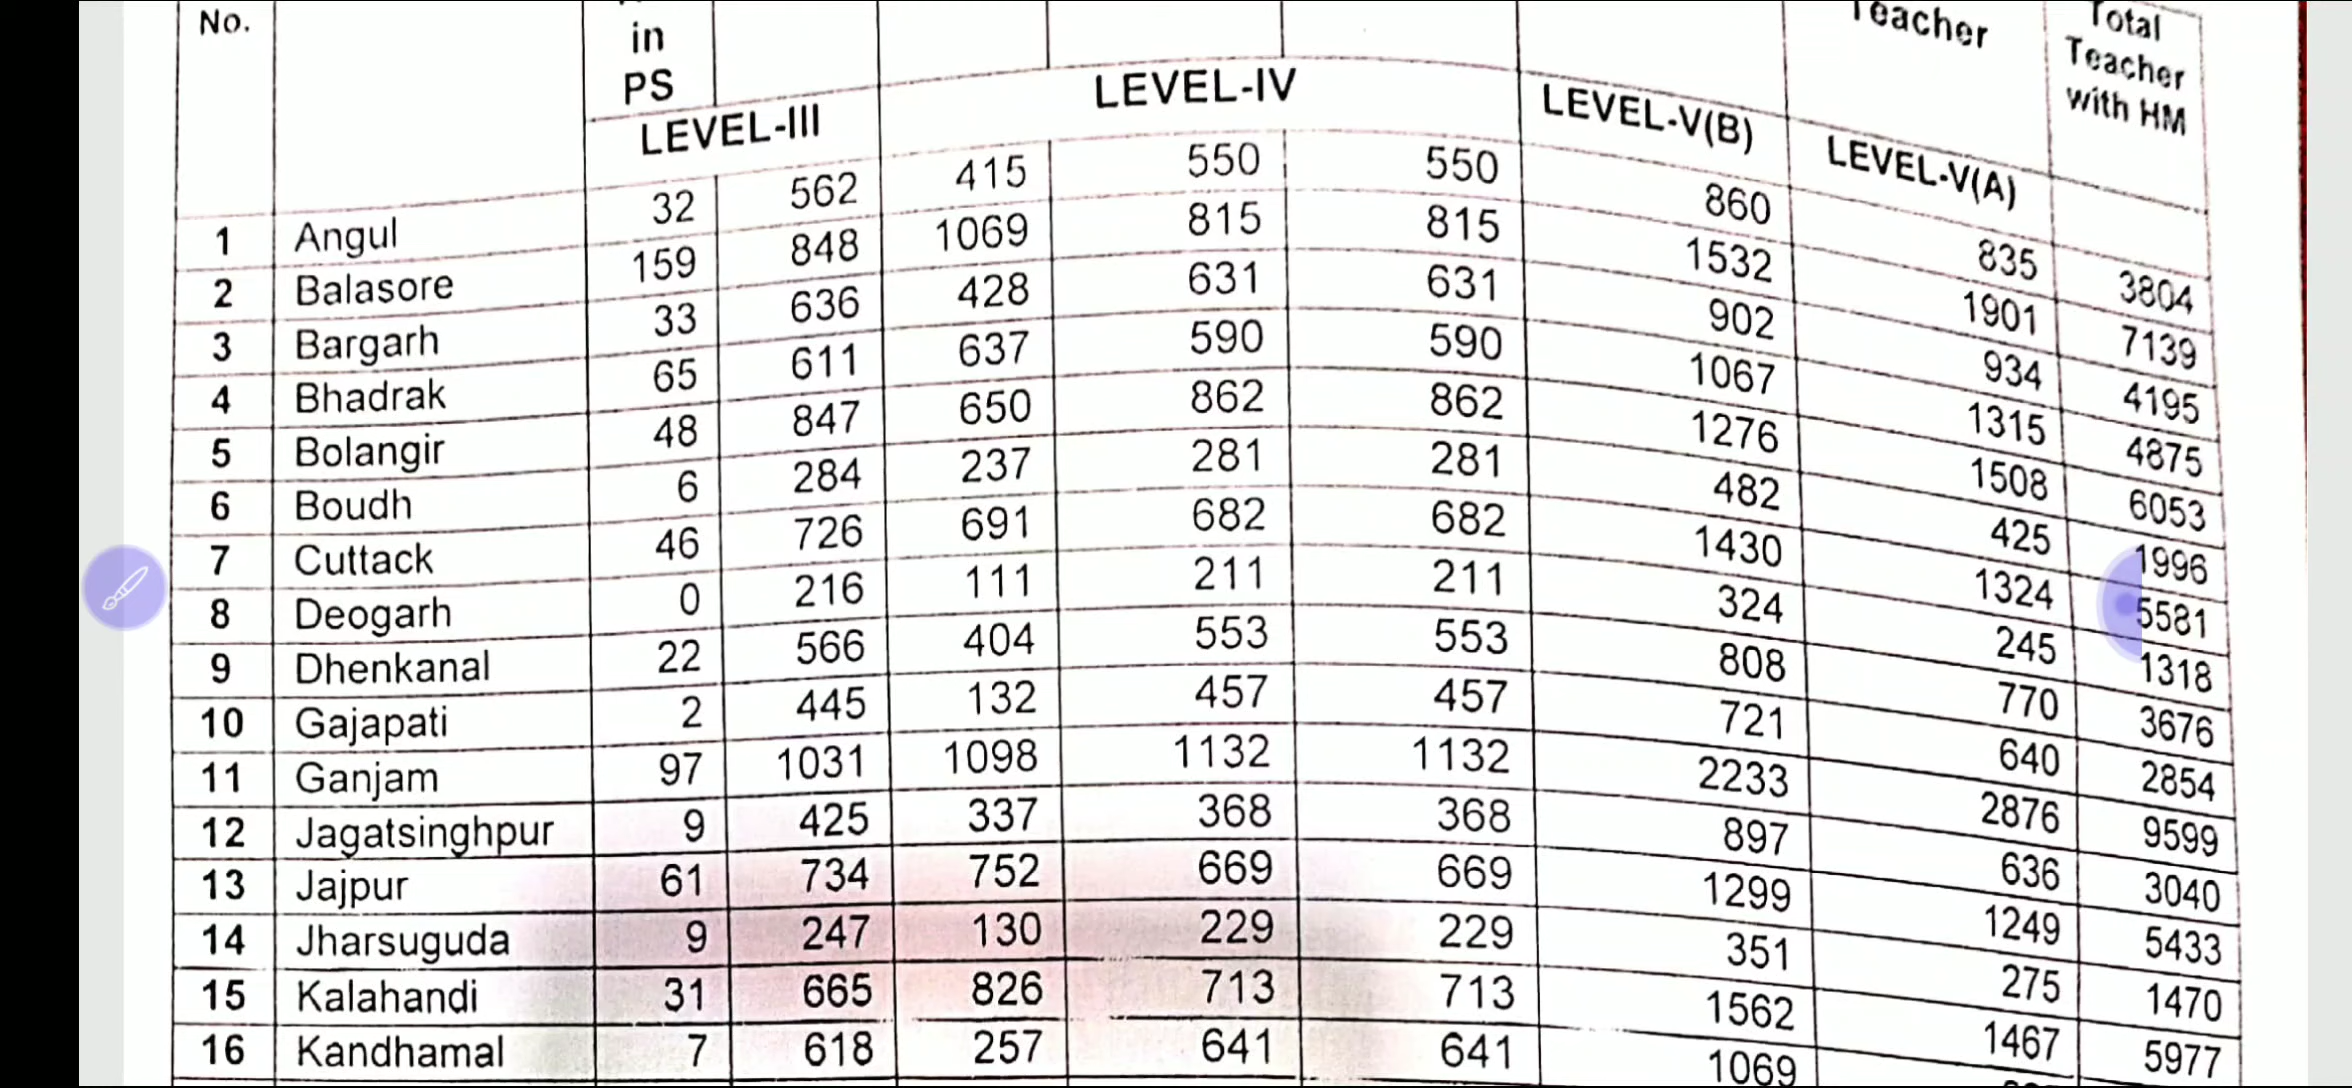 No.
in
PS
Teacher
Total
Teacher
with HM
LEVEL-III LEVEL-IV LEVEL-V(B) LEVEL-V(A)
1 Angul 32 562 415 550 550 860 835 3804
2 Balasore 159 848 1069 815 815 1532 1901 7139
3 Bargarh 33 636 428 631 631 902 934 4195
4 Bhadrak 65 611 637 590 590 1067 1315 4875
5 Bolangir 48 847 650 862 862 1276 1508 6053
6 Boudh 6 284 237 281 281 482 425 1996
7 Cuttack 46 726 691 682 682 1430 1324 5581
8 Deogarh 0 216 111 211 211 324 245 1318
9 Dhenkanal 22 566 404 553 553 808 770 3676
10 Gajapati 2 445 132 457 457 721 640 2854
11 Ganjam 97 1031 1098 1132 1132 2233 2876 9599
12 Jagatsinghpur 9 425 337 368 368 897 636 3040
13 Jajpur 61 734 752 669 669 1299 1249 5433
14 Jharsuguda 9 247 130 229 229 351 275 1470
15 Kalahandi 31 665 826 713 713 1562 1467 5977
16 Kandhamal 7 618 257 641 641 1069